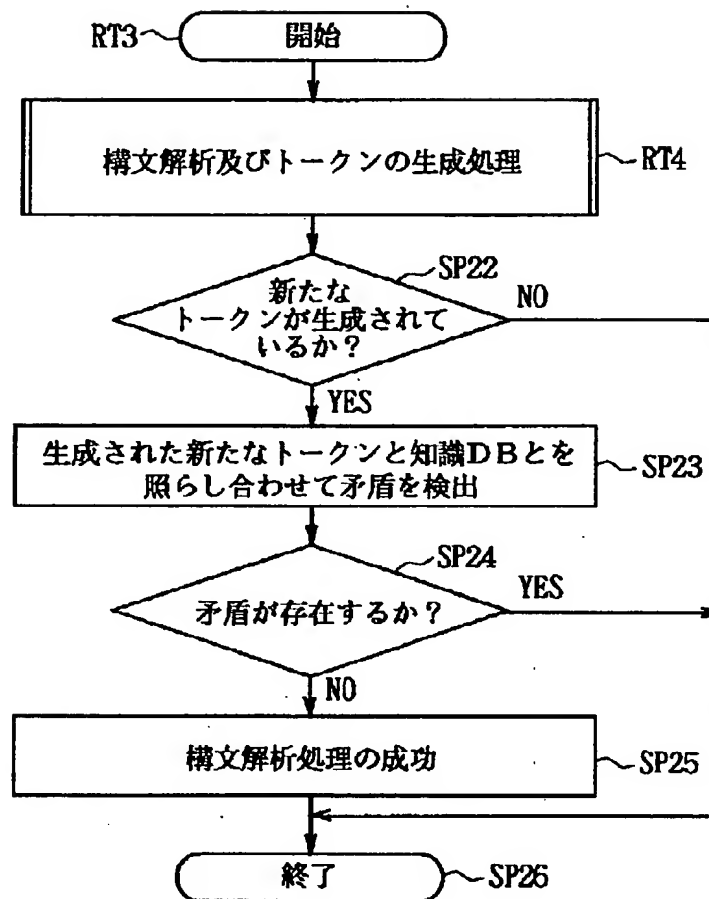 RT3
開始
構文解析及びトークンの生成処理
RT4
SP22
新たな
トークンが生成されて
いるか？
NO
YES
生成された新たなトークンと知識ＤＢとを
照らし合わせて矛盾を検出
SP23
SP24
矛盾が存在するか？
YES
NO
構文解析処理の成功
SP25
終了
SP26